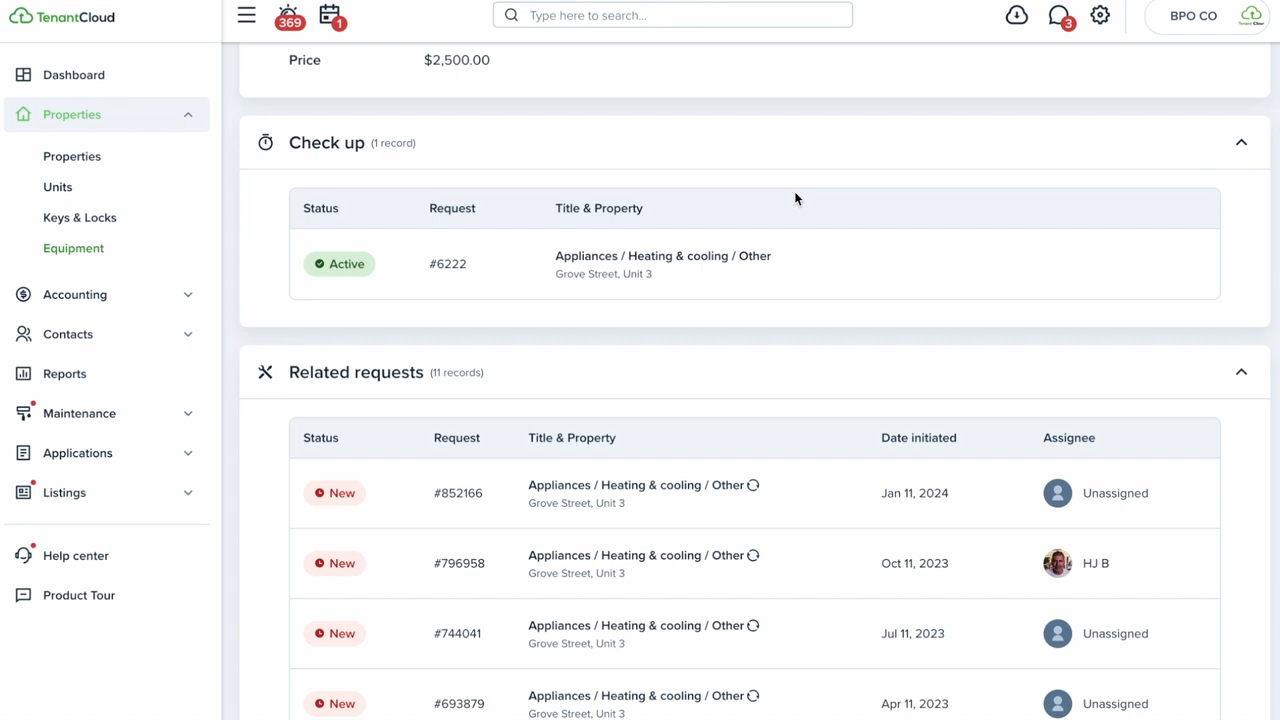 TenantCloud
369
1
Type here to search...
3
BPO CO
Tenant Cloud
Dashboard
Properties
Properties
Units
Keys & Locks
Equipment
Accounting
Contacts
Reports
Maintenance
Applications
Listings
Help center
Product Tour
Price $2,500.00
Check up (1 record)
Status Request Title & Property
Active #6222 Appliances / Heating & cooling / Other
Grove Street, Unit 3
Related requests (11 records)
Status Request Title & Property Date initiated Assignee
New #852166 Appliances / Heating & cooling / Other Jan 11, 2024 Unassigned
Grove Street, Unit 3
New #796958 Appliances / Heating & cooling / Other Oct 11, 2023 HJ B
Grove Street, Unit 3
New #744041 Appliances / Heating & cooling / Other Jul 11, 2023 Unassigned
Grove Street, Unit 3
New #693879 Appliances / Heating & cooling / Other Apr 11, 2023 Unassigned
Grove Street, Unit 3